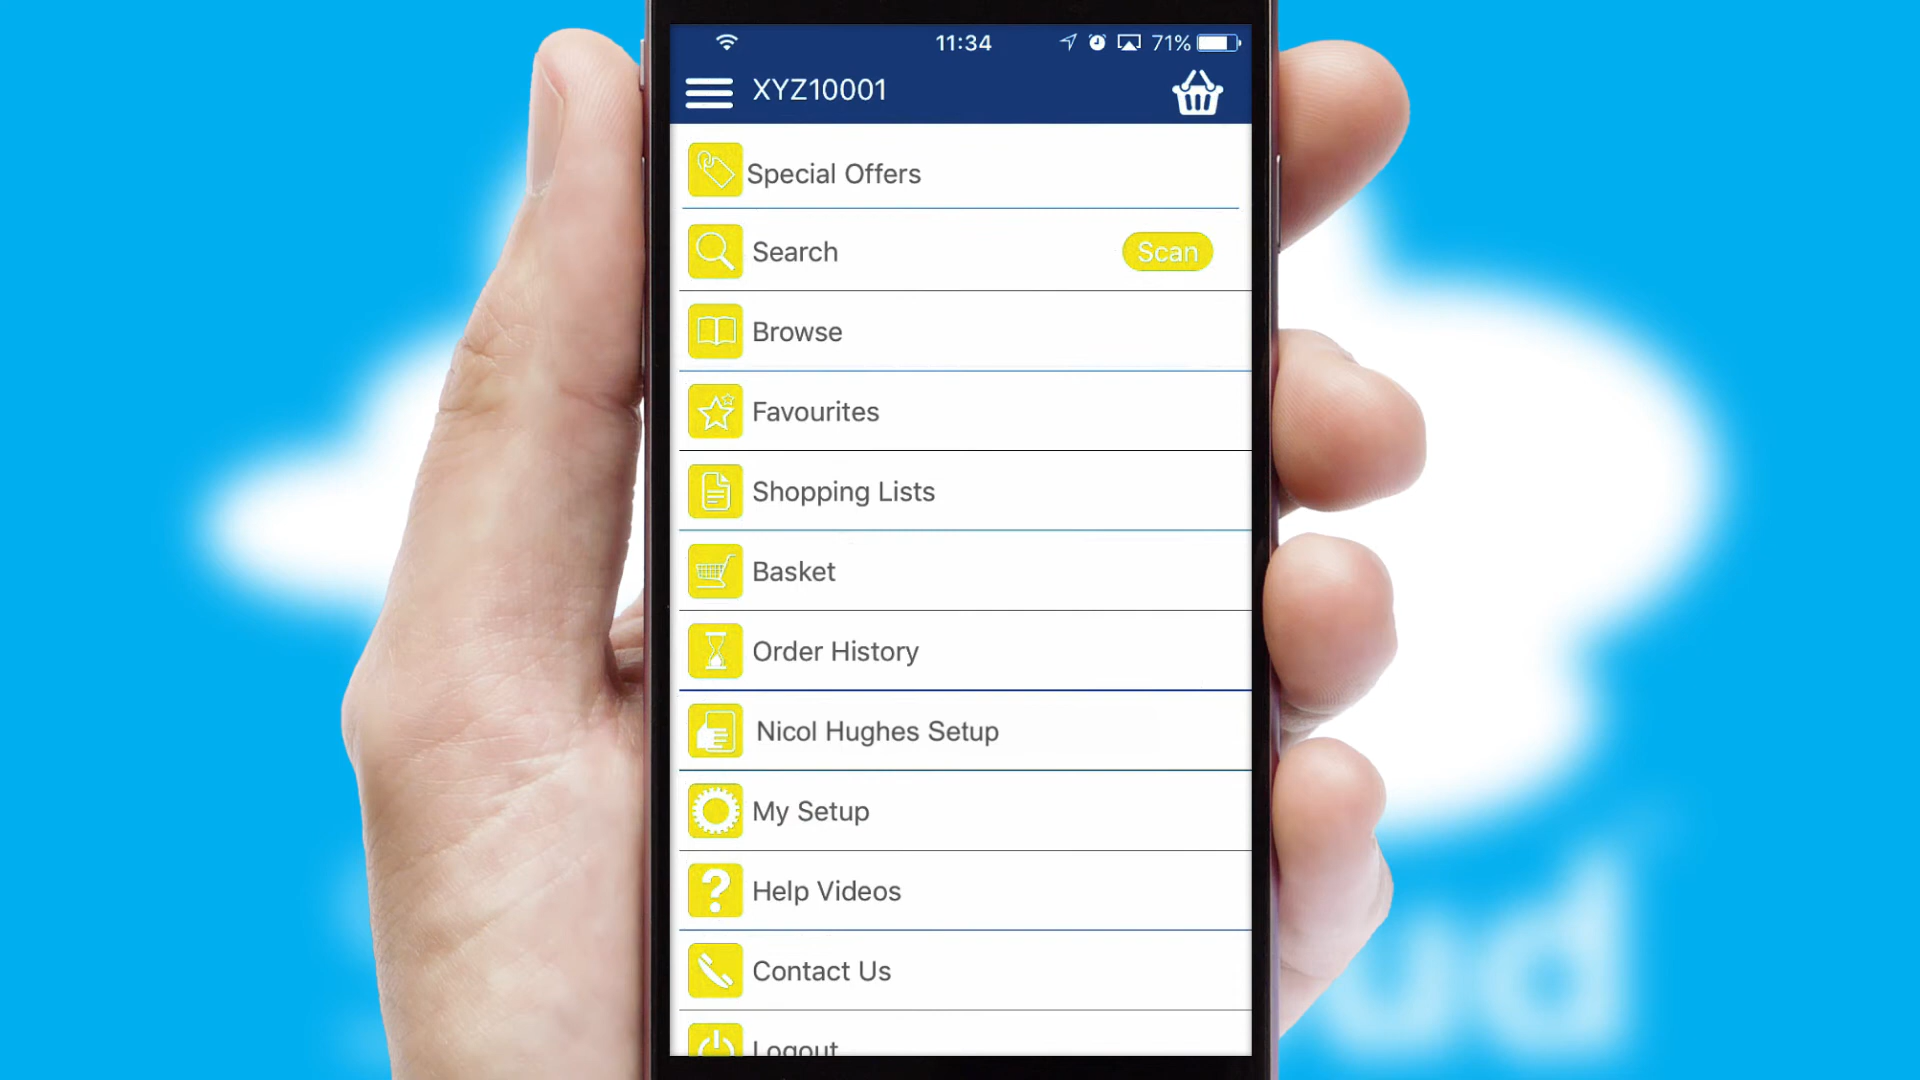 11:34 71%
XYZ10001
Special Offers
Search Scan
Browse
Favourites
Shopping Lists
Basket
Order History
Nicol Hughes Setup
My Setup
Help Videos
Contact Us
Logout
ud